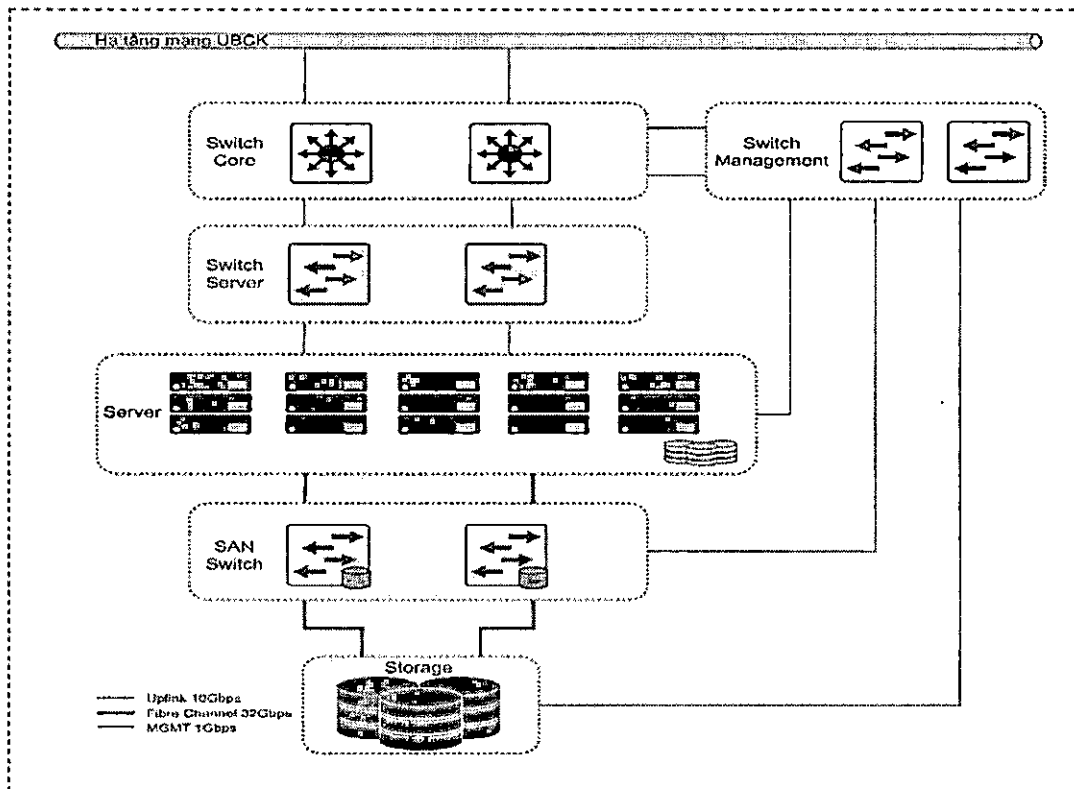 Hạ tầng mạng UBCK
Switch
Core
Switch
Management
Switch
Server
Server
SAN
Switch
Storage
Uplink 10Gbps
Fibre Channel 32Gbps
MGMT 1Gbps